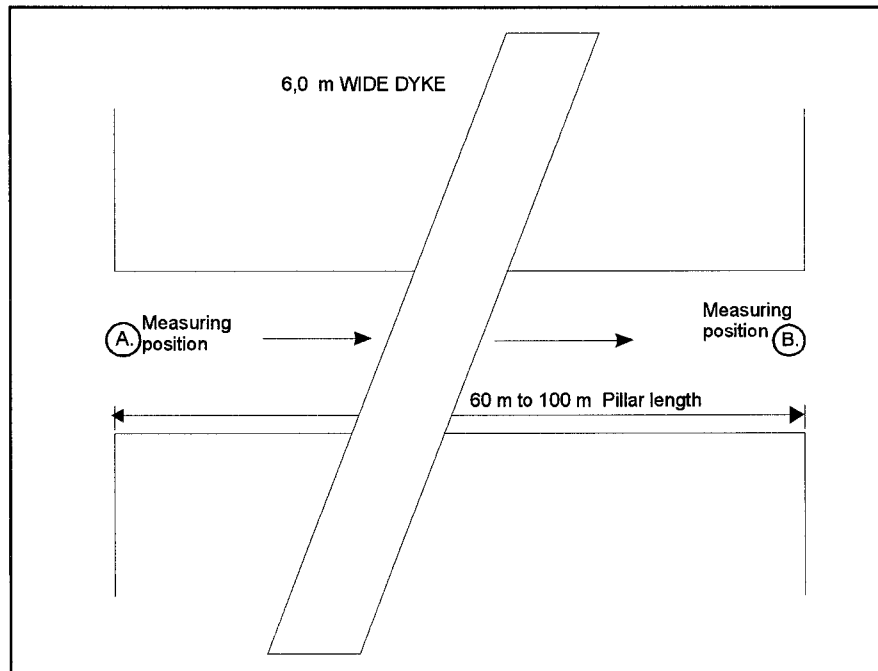 6,0 m WIDE DYKE
A. Measuring
position
Measuring
position B.
60 m to 100 m Pillar length